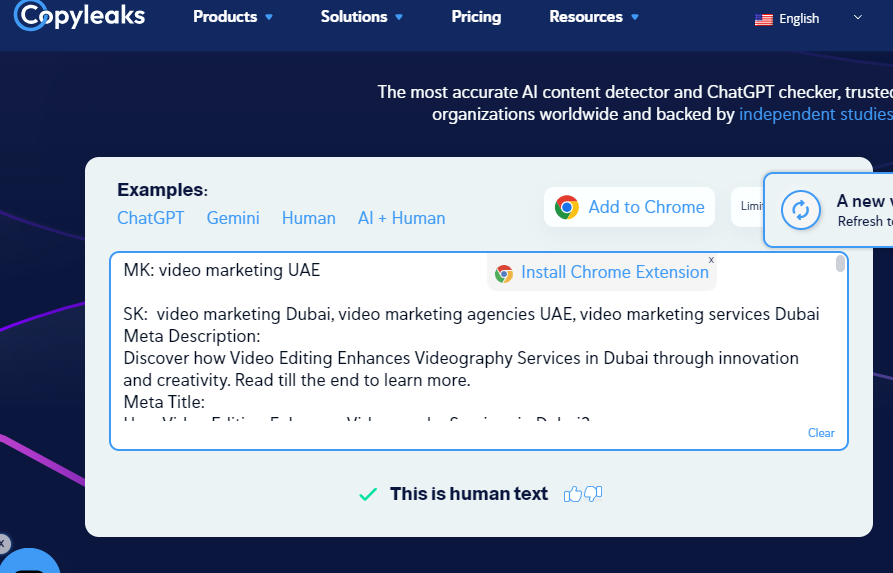 Copyleaks Products Solutions Pricing Resources English
The most accurate AI content detector and ChatGPT checker, trusted
organizations worldwide and backed by independent studies
Examples:
ChatGPT Gemini Human AI + Human
Add to Chrome
A new
Refresh
MK: video marketing UAE
Install Chrome Extension
x
SK: video marketing Dubai, video marketing agencies UAE, video marketing services Dubai
Meta Description:
Discover how Video Editing Enhances Videography Services in Dubai through innovation
and creativity. Read till the end to learn more.
Meta Title:
Clear
This is human text
x